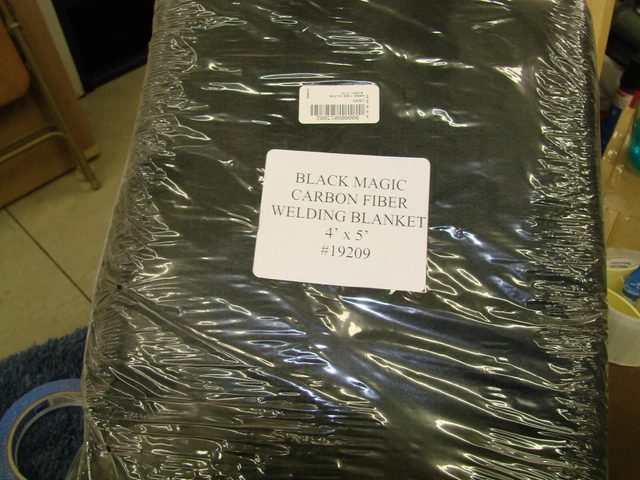 BLACK MAGIC
CARBON FIBER
WELDING BLANKET
4' x 5'
#19209